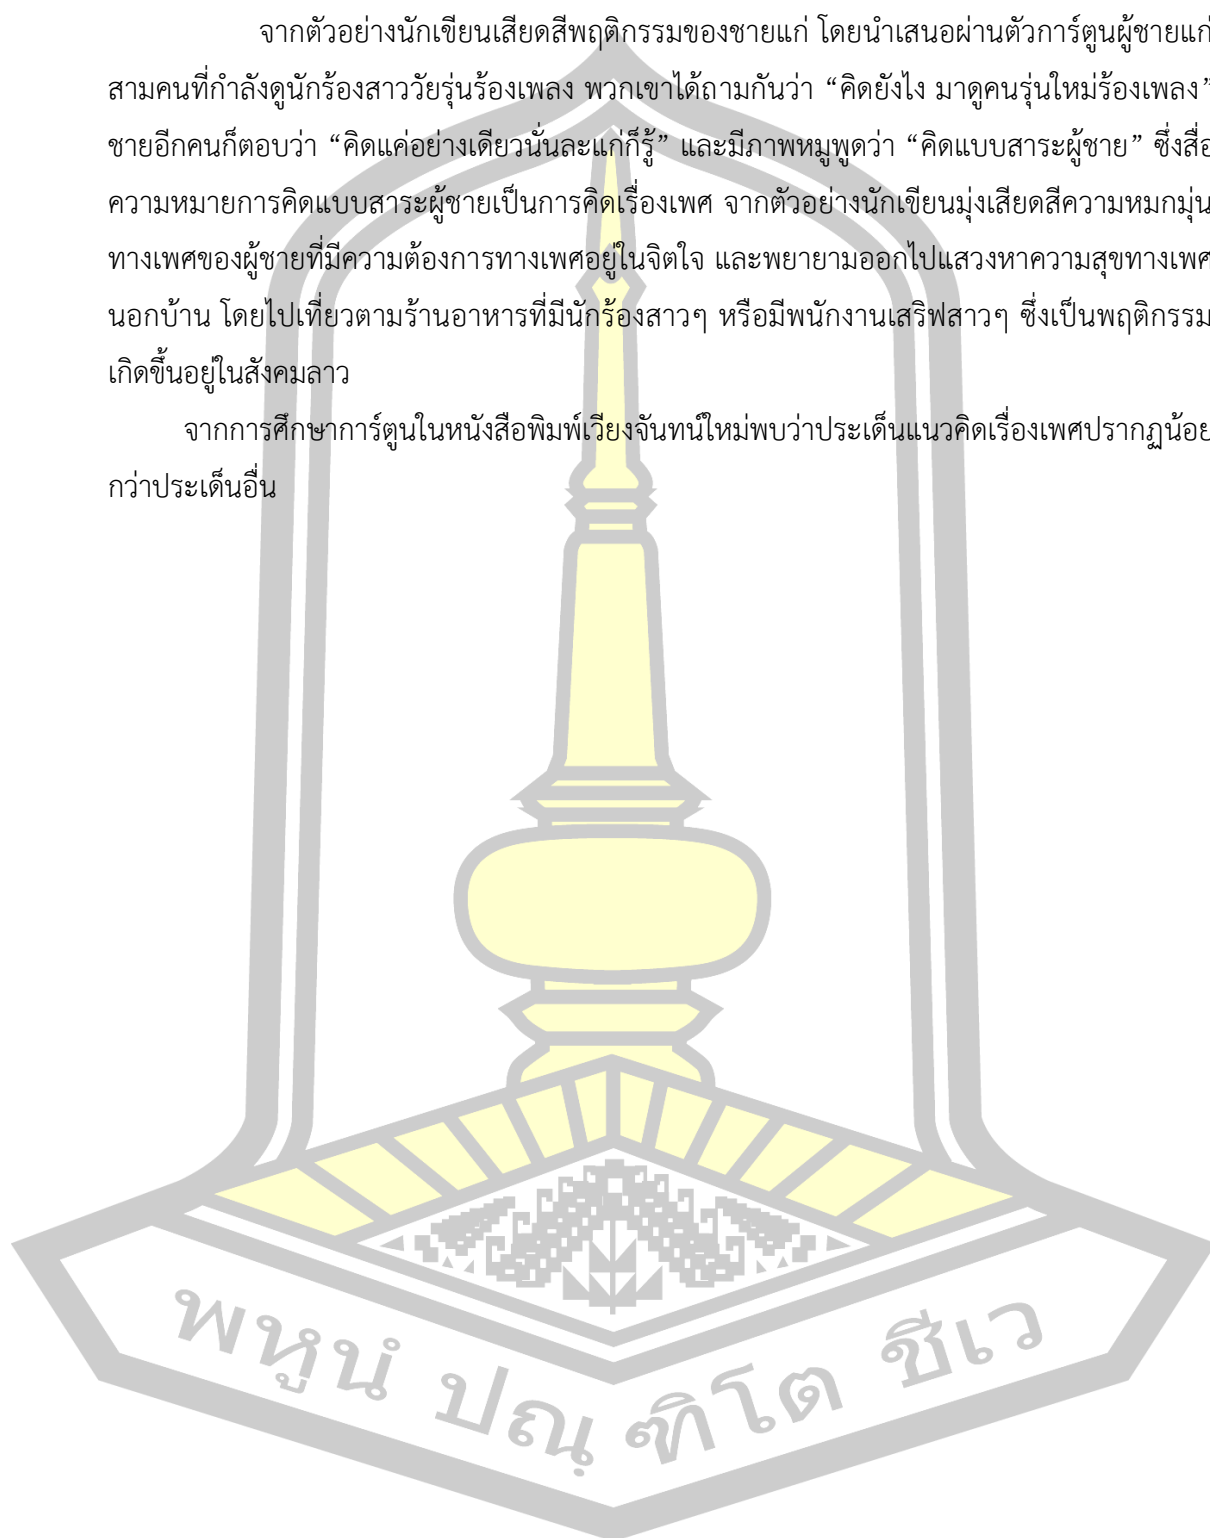 จากตัวอย่างนักเขียนเสียดสีพฤติกรรมของชายแก่ โดยนำเสนอผ่านตัวการ์ตูนผู้ชายแก่
สามคนที่กำลังดูนักร้องสาววัยรุ่นร้องเพลง พวกเขาได้ถามกันว่า “คิดยังไง มาดูคนรุ่นใหม่ร้องเพลง”
ชายอีกคนก็ตอบว่า “คิดแค่อย่างเดียวนั่นละแก่ก็รู้” และมีภาพหมูพูดว่า “คิดแบบสาระผู้ชาย” ซึ่งสื่อ
ความหมายการคิดแบบสาระผู้ชายเป็นการคิดเรื่องเพศ จากตัวอย่างนักเขียนมุ่งเสียดสีความหมกมุ่น
ทางเพศของผู้ชายที่มีความต้องการทางเพศอยู่ในจิตใจ และพยายามออกไปแสวงหาความสุขทางเพศ
นอกบ้าน โดยไปเที่ยวตามร้านอาหารที่มีนักร้องสาวๆ หรือมีพนักงานเสริฟสาวๆ ซึ่งเป็นพฤติกรรม
เกิดขึ้นอยู่ในสังคมลาว
จากการศึกษาการ์ตูนในหนังสือพิมพ์เวียงจันทน์ใหม่พบว่าประเด็นแนวคิดเรื่องเพศปรากฏน้อย
กว่าประเด็นอื่น
พหูนํ ปณฺ ฑิโต ชีเว